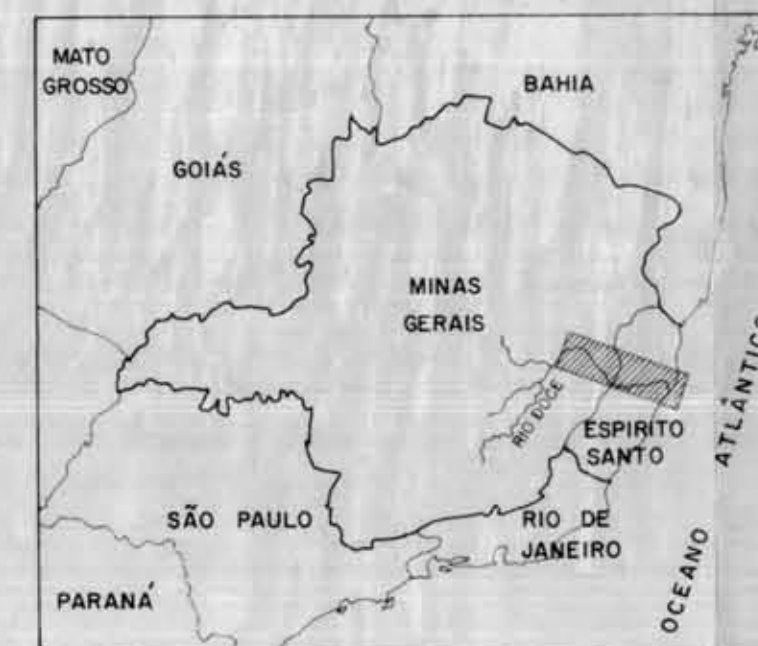 MATO
GROSSO
BAHIA
GOIÁS
MINAS
GERAIS
RIO DOCE
ESPIRITO
SANTO
ATLÂNTICO
SÃO PAULO
RIO DE
JANEIRO
OCEANO
PARANÁ